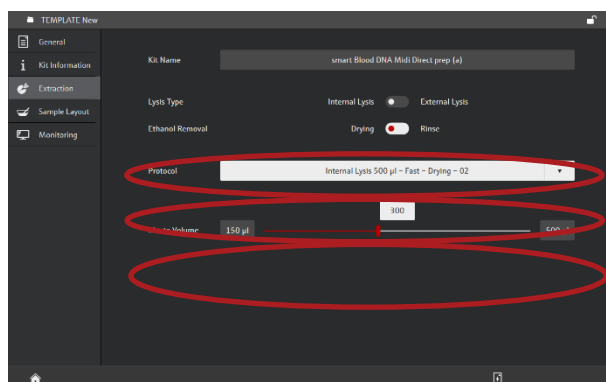 TEMPLATE New
General
Kit Information
Extraction
Sample Layout
Monitoring
Kit Name smart Blood DNA Midi Direct prep (a)
Lysis Type Internal Lysis External Lysis
Ethanol Removal Drying Rinse
Protocol Internal Lysis 500 µl – Fast – Drying – 02
300
Volume 150 µl